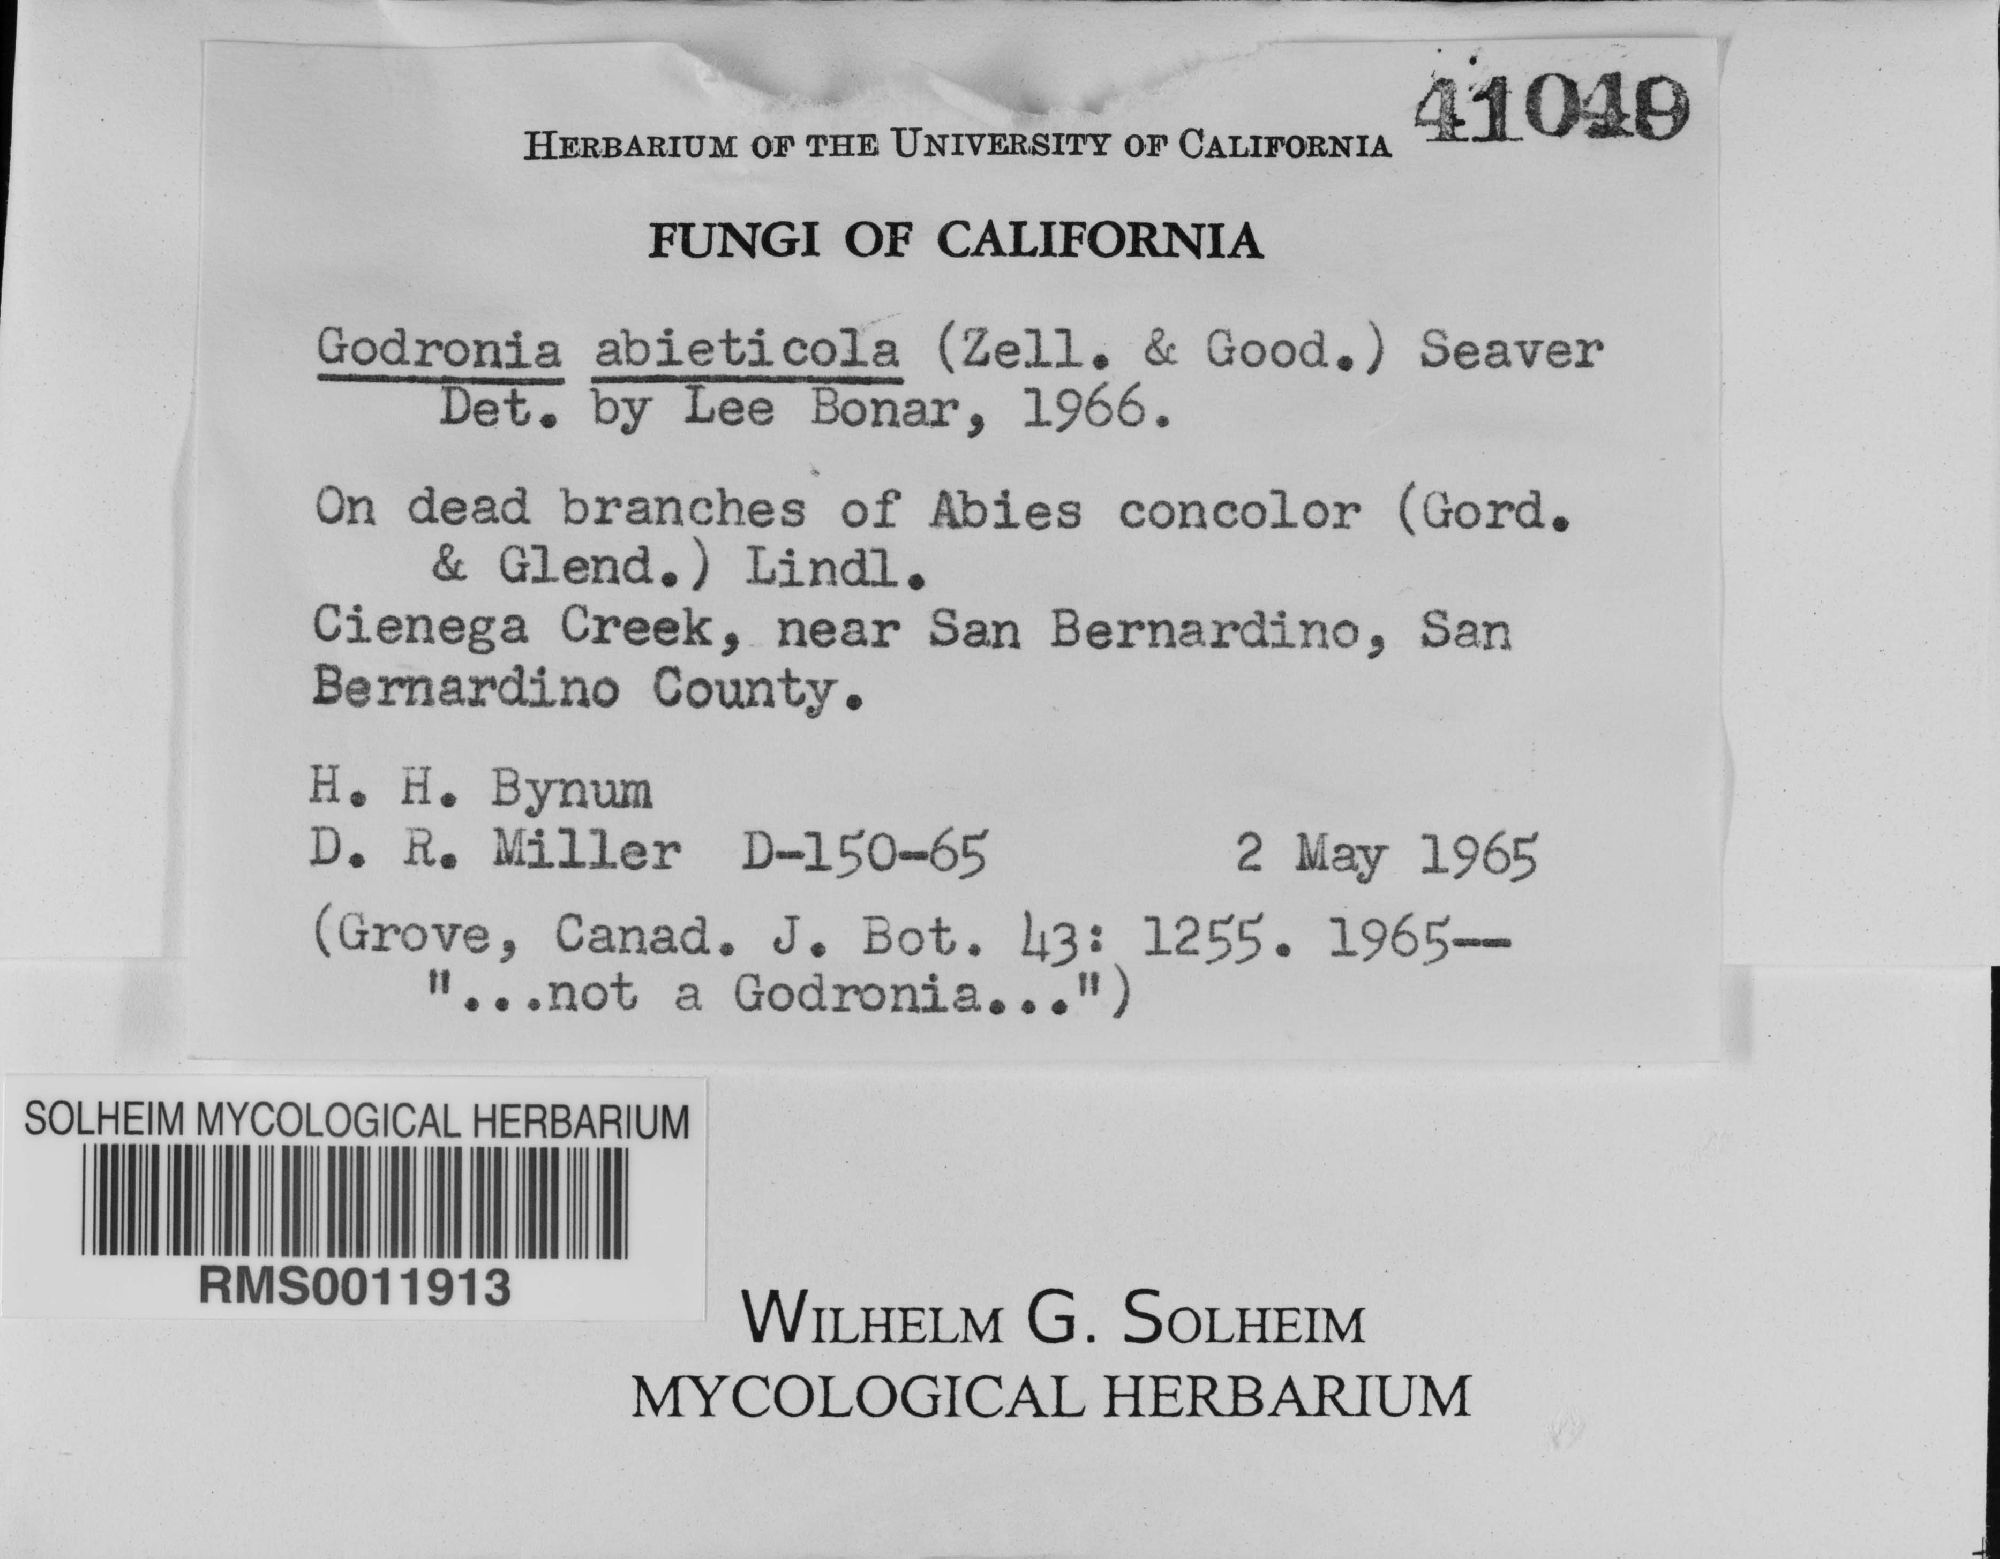 HERBARIUM OF THE UNIVERSITY OF CALIFORNIA
FUNGI OF CALIFORNIA
Godronia abieticola (Zell. & Good.) Seaver
Det. by Lee Bonar, 1966.
On dead branches of Abies concolor (Gord.
& Glend.) Lindl.
Cienega Creek, near San Bernardino, San
Bernardino County.
H. H. Bynum
D. R. Miller D-150-65 2 May 1965
(Grove, Canad. J. Bot. 43: 1255. 1965--
"...not a Godronia...")
SOLHEIM MYCOLOGICAL HERBARIUM
RMS0011913
WILHELM G. SOLHEIM
MYCOLOGICAL HERBARIUM